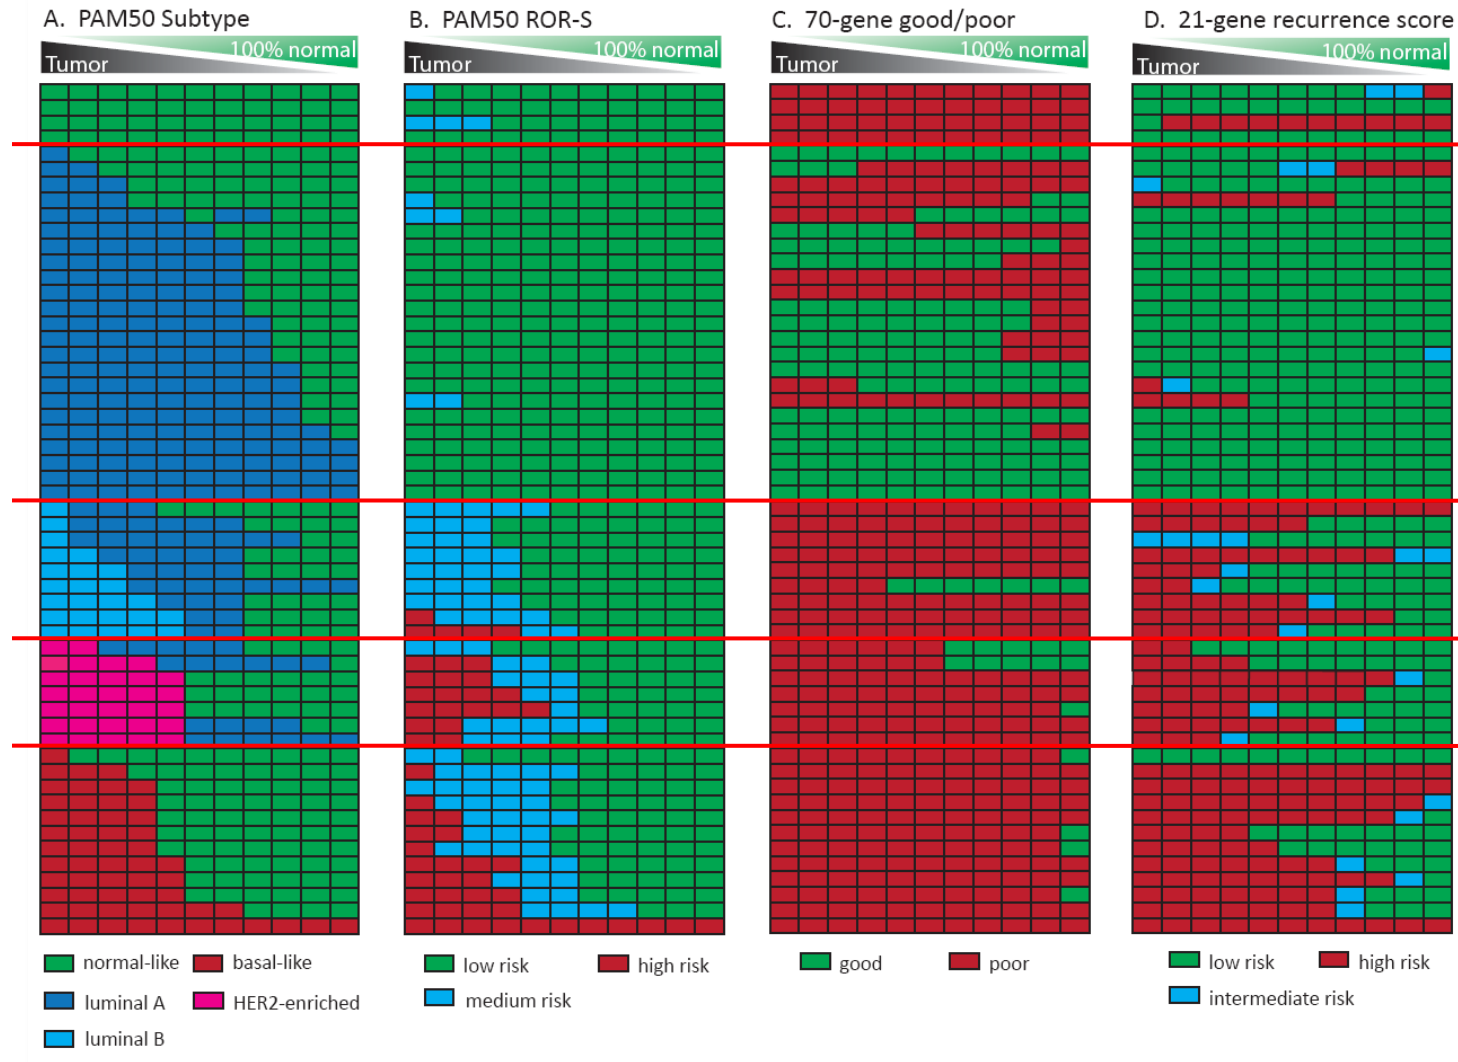 A. PAM50 Subtype
B. PAM50 ROR-S
C. 70-gene good/poor
D. 21-gene recurrence score
100% normal
Tumor
100% normal
Tumor
100% normal
Tumor
100% normal
Tumor
normal-like
basal-like
luminal A
HER2-enriched
luminal B
low risk
high risk
medium risk
good
poor
low risk
high risk
intermediate risk